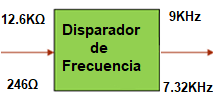 12.6KΩ
9KHz
Disparador
de
Frecuencia
246Ω
7.32KHz